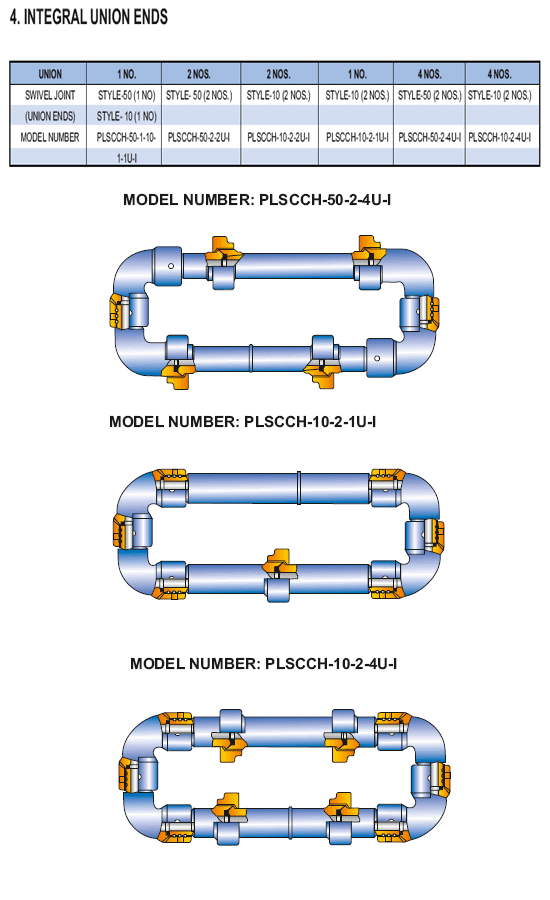 4. INTEGRAL UNION ENDS
UNION 1 NO. 2 NOS. 2 NOS. 1 NO. 4 NOS. 4 NOS.
SWIVEL JOINT STYLE-50 (1 NO) STYLE- 50 (2 NOS.) STYLE-10 (2 NOS.) STYLE-10 (2 NOS.) STYLE-50 (2 NOS.) STYLE-10 (2 NOS.)
(UNION ENDS) STYLE- 10 (1 NO)
MODEL NUMBER PLSCCH-50-1-10- PLSCCH-50-2-2U-I PLSCCH-10-2-2U-I PLSCCH-10-2-1U-I PLSCCH-50-2-4U-I PLSCCH-10-2-4U-I
1-1U-I
MODEL NUMBER: PLSCCH-50-2-4U-I
MODEL NUMBER: PLSCCH-10-2-1U-I
MODEL NUMBER: PLSCCH-10-2-4U-I